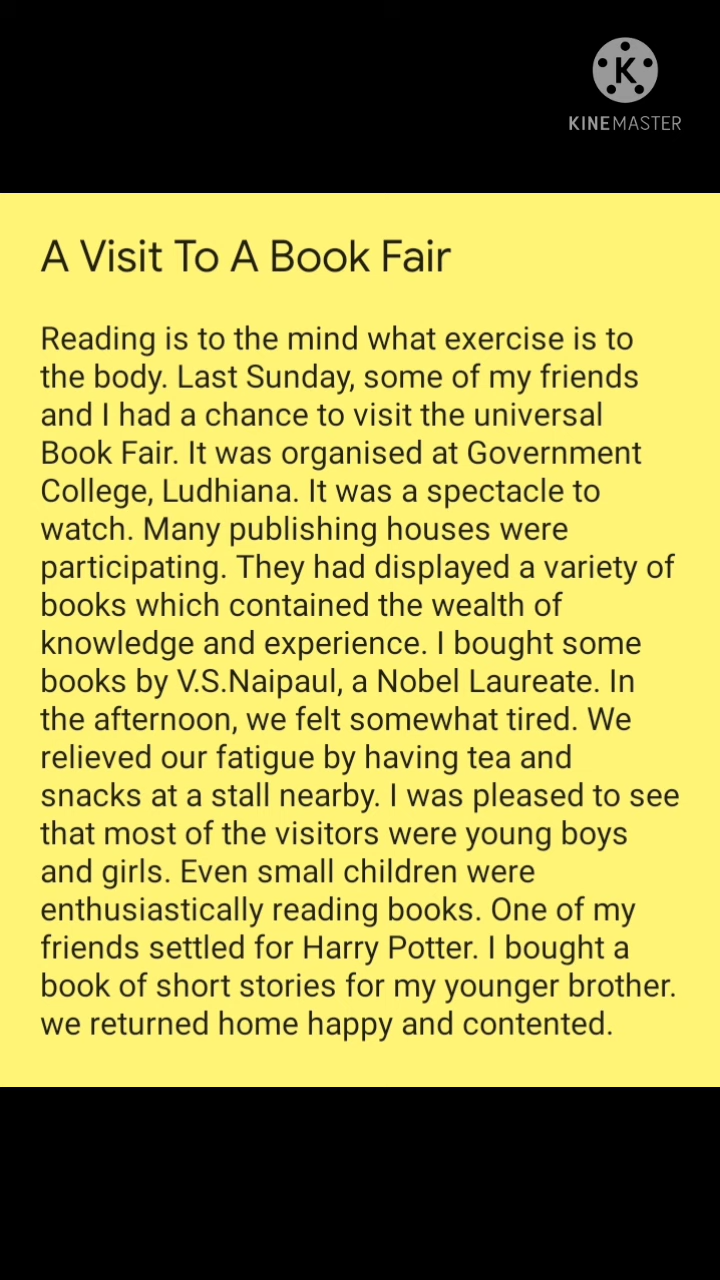 KINEMASTER
A Visit To A Book Fair
Reading is to the mind what exercise is to
the body. Last Sunday, some of my friends
and I had a chance to visit the universal
Book Fair. It was organised at Government
College, Ludhiana. It was a spectacle to
watch. Many publishing houses were
participating. They had displayed a variety of
books which contained the wealth of
knowledge and experience. I bought some
books by V.S.Naipaul, a Nobel Laureate. In
the afternoon, we felt somewhat tired. We
relieved our fatigue by having tea and
snacks at a stall nearby. I was pleased to see
that most of the visitors were young boys
and girls. Even small children were
enthusiastically reading books. One of my
friends settled for Harry Potter. I bought a
book of short stories for my younger brother.
we returned home happy and contented.